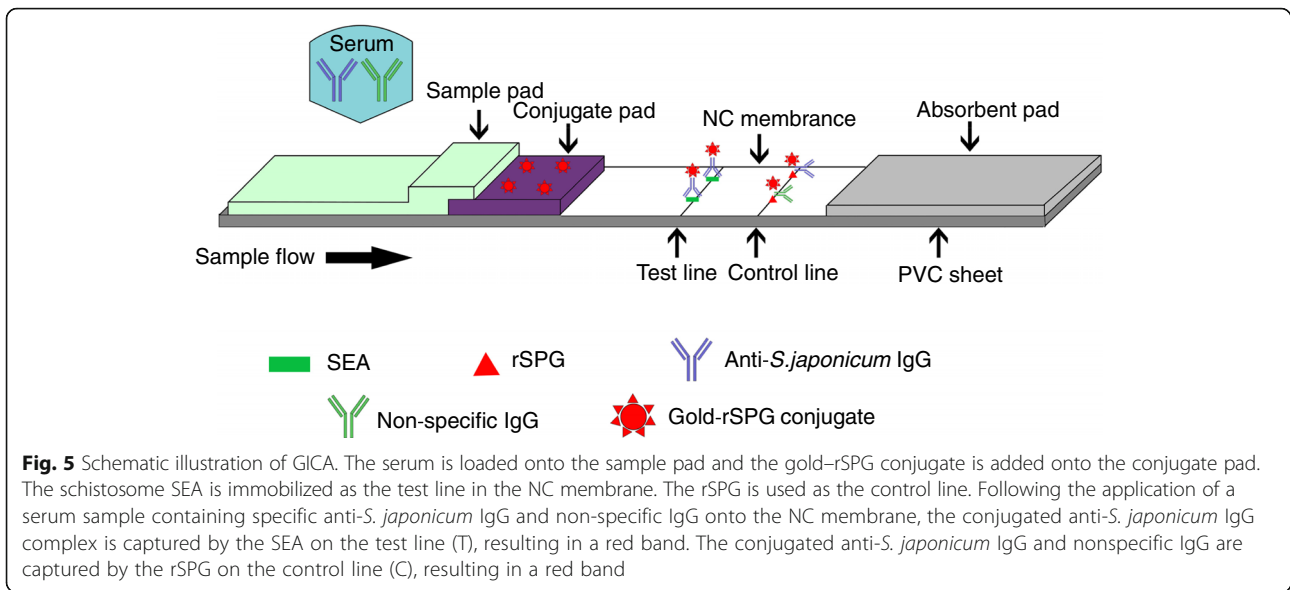 Serum
Sample pad
Conjugate pad
NC membrance
Absorbent pad
Sample flow
Test line
Control line
PVC sheet
SEA
rSPG
Anti-S.japonicum IgG
Non-specific IgG
Gold-rSPG conjugate
Fig. 5 Schematic illustration of GICA. The serum is loaded onto the sample pad and the gold–rSPG conjugate is added onto the conjugate pad.
The schistosome SEA is immobilized as the test line in the NC membrane. The rSPG is used as the control line. Following the application of a
serum sample containing specific anti-S. japonicum IgG and non-specific IgG onto the NC membrane, the conjugated anti-S. japonicum IgG
complex is captured by the SEA on the test line (T), resulting in a red band. The conjugated anti-S. japonicum IgG and nonspecific IgG are
captured by the rSPG on the control line (C), resulting in a red band